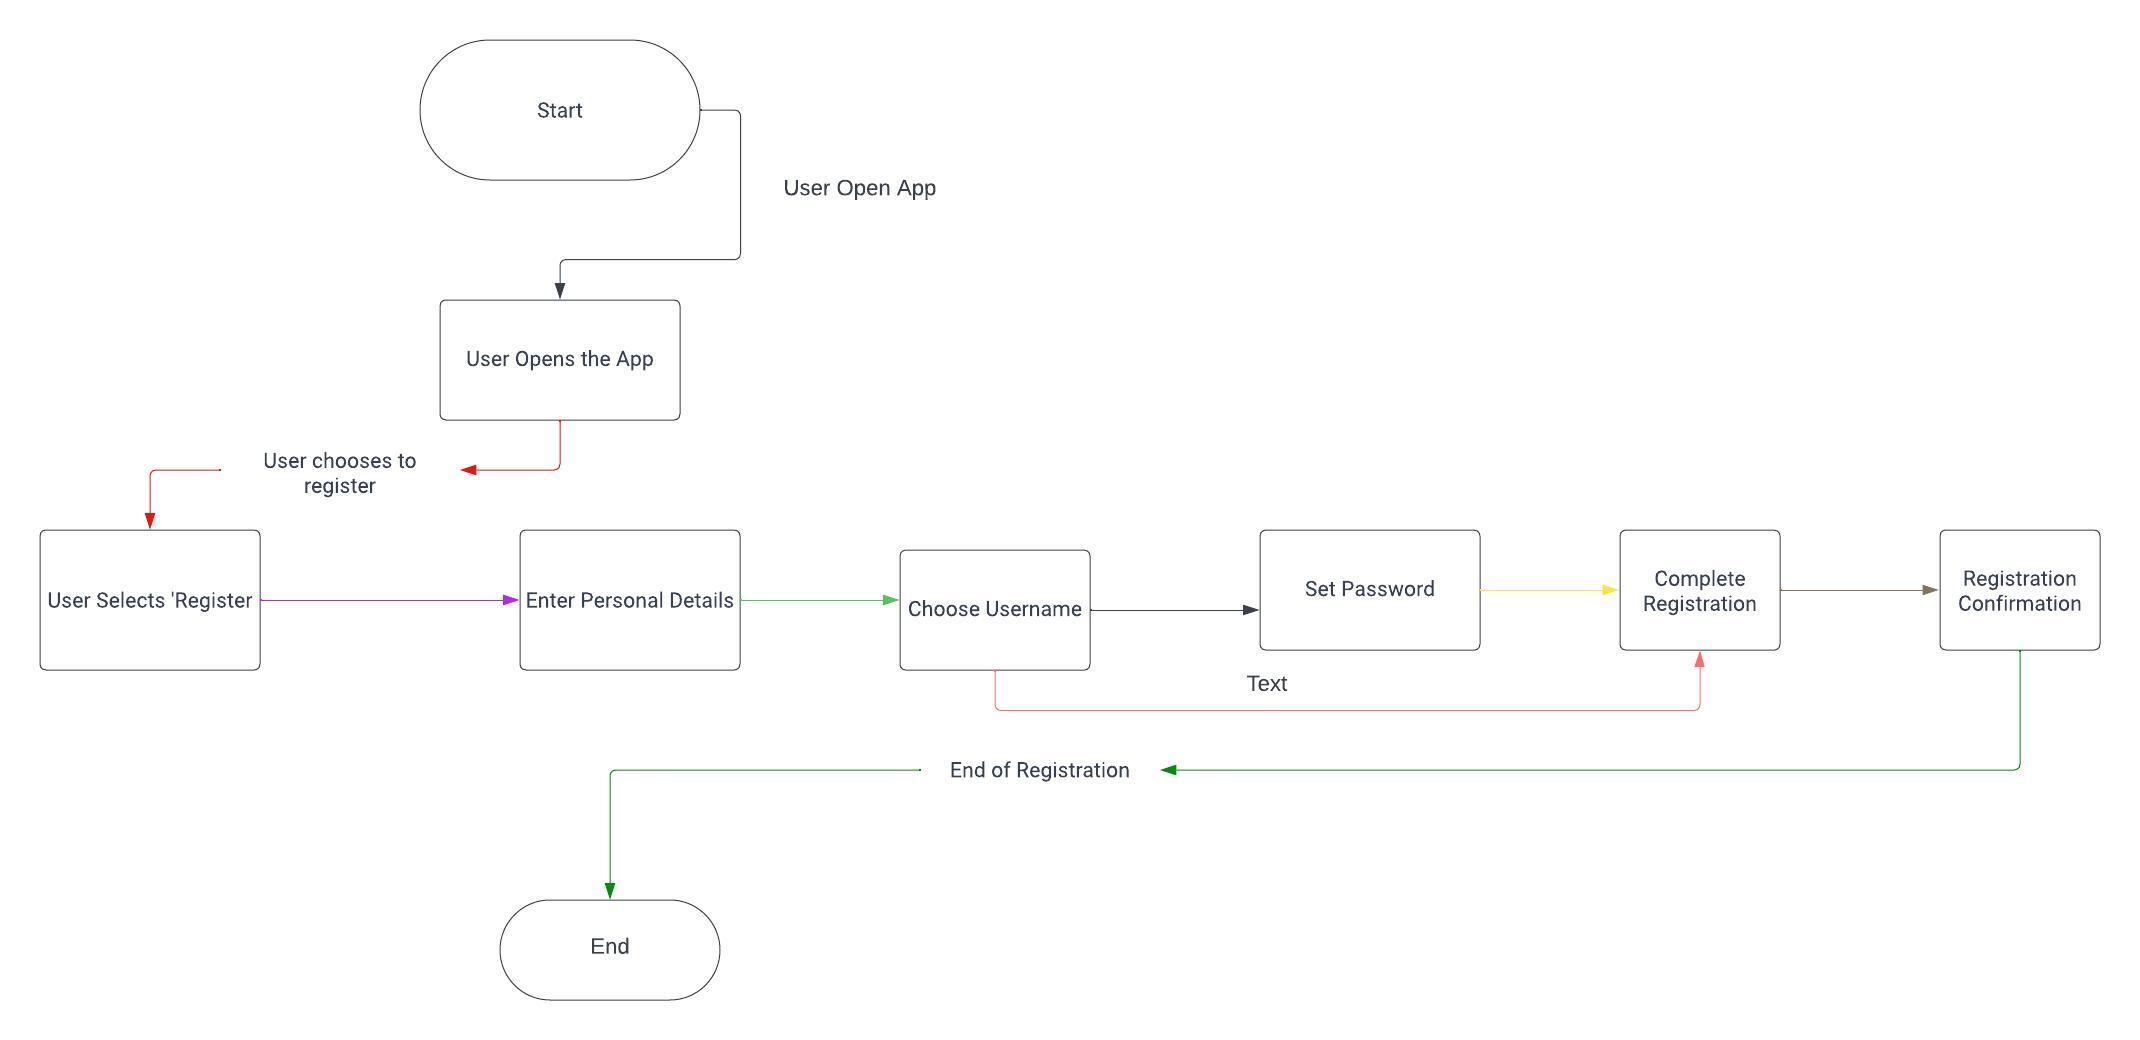 Start
User Open App
User Opens the App
User chooses to
register
User Selects 'Register
Enter Personal Details
Choose Username
Set Password
Complete
Registration
Registration
Confirmation
Text
End of Registration
End